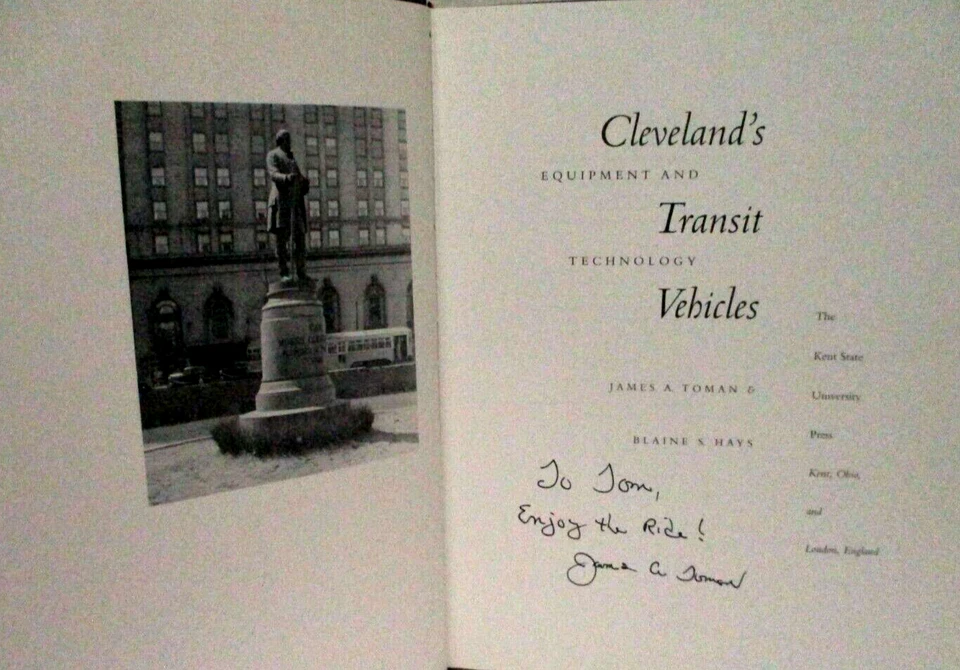 Cleveland's
EQUIPMENT AND
Transit
TECHNOLOGY
Vehicles
JAMES A. TOMAN &
BLAINE S. HAYS
The
Kent State
University
Press
Kent, Ohio,
and
London, England
To Tom,
Enjoy the Ride!
James A Toman